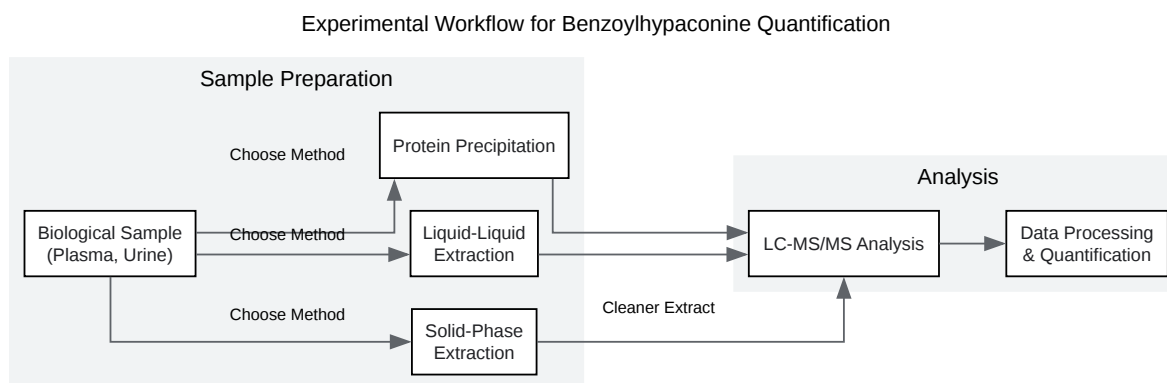 Experimental Workflow for Benzoylhypaconine Quantification
Sample Preparation
Choose Method
Protein Precipitation
Analysis
Biological Sample
(Plasma, Urine)
Choose Method
Liquid-Liquid
Extraction
LC-MS/MS Analysis
Data Processing
& Quantification
Choose Method
Solid-Phase
Extraction
Cleaner Extract